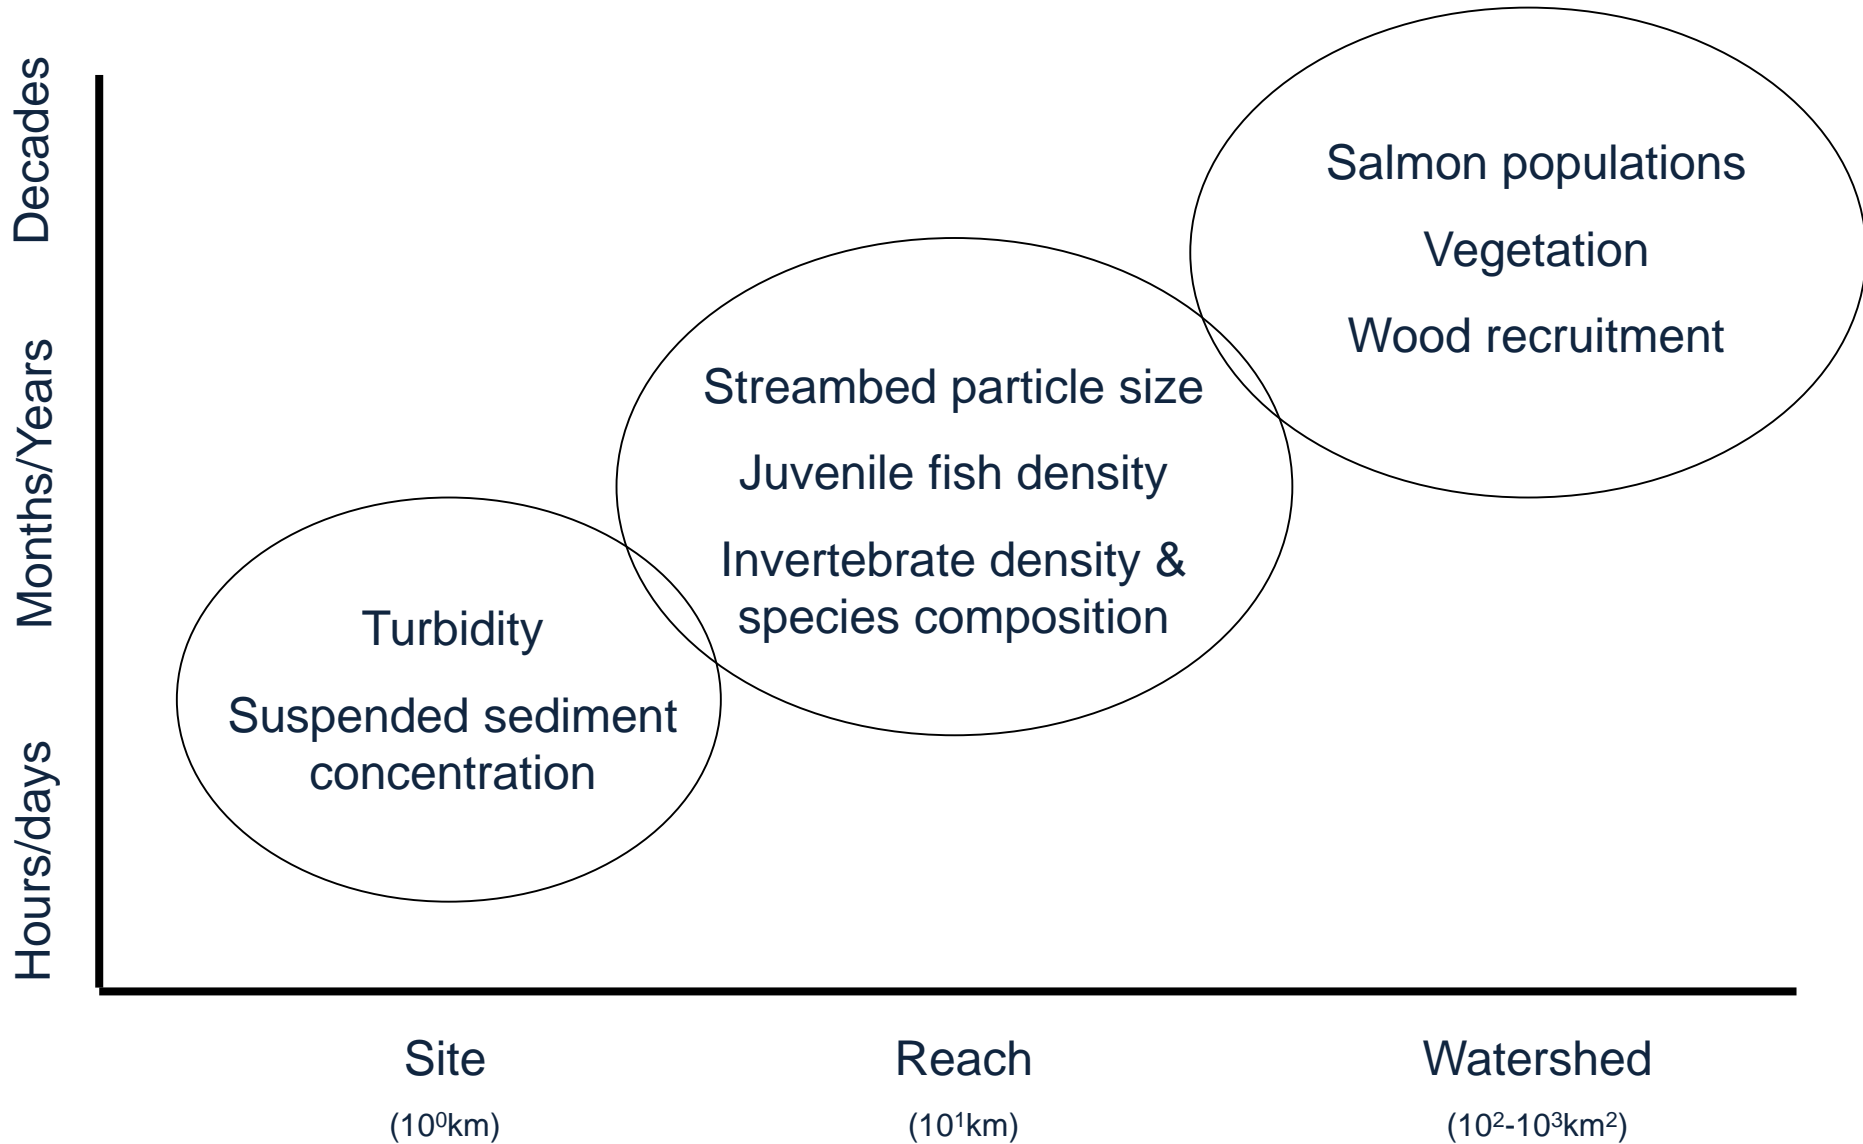 Decades
Months/Years
Hours/days
Salmon populations
Vegetation
Wood recruitment
Streambed particle size
Juvenile fish density
Invertebrate density &
species composition
Turbidity
Suspended sediment
concentration
Site
(10⁰km)
Reach
(10¹km)
Watershed
(10²-10³km²)